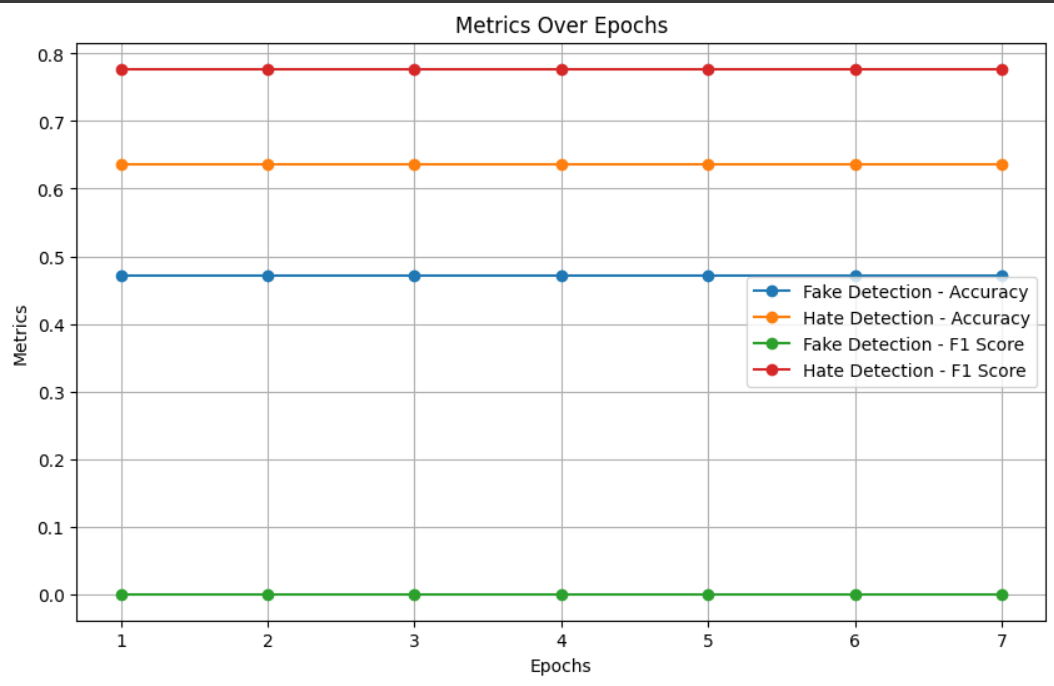 Metrics Over Epochs
0.8
0.7
0.6
0.5
0.4
0.3
0.2
0.1
0.0
Metrics
Fake Detection - Accuracy
Hate Detection - Accuracy
Fake Detection - F1 Score
Hate Detection - F1 Score
1 2 3 4 5 6 7
Epochs